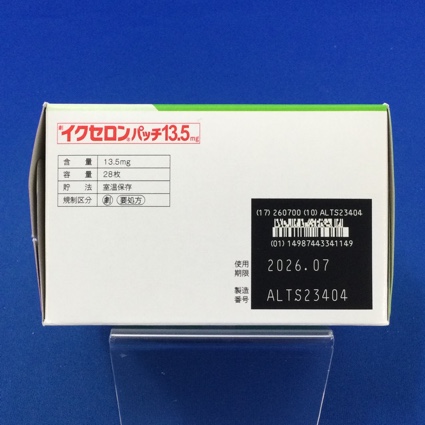 イクセロン®パッチ13.5mg
含 量 13.5mg
容 量 28枚
貯 法 室温保存
規制区分 劇 要処方
(17) 260700 (10) ALTS23404
(01) 14987443341149
使用期限 2026.07
製造番号 ALTS23404